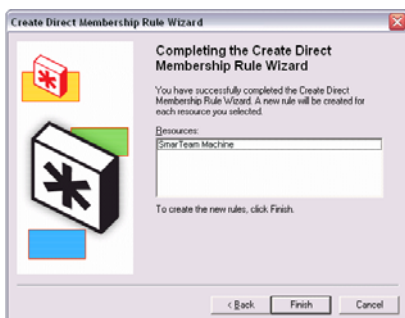 Create Direct Membership Rule Wizard
Completing the Create Direct
Membership Rule Wizard
You have successfully completed the Create Direct
Membership Rule Wizard. A new rule will be created for
each resource you selected.
Resources:
SmarTeam Machine
To create the new rules, click Finish.
< Back
Finish
Cancel